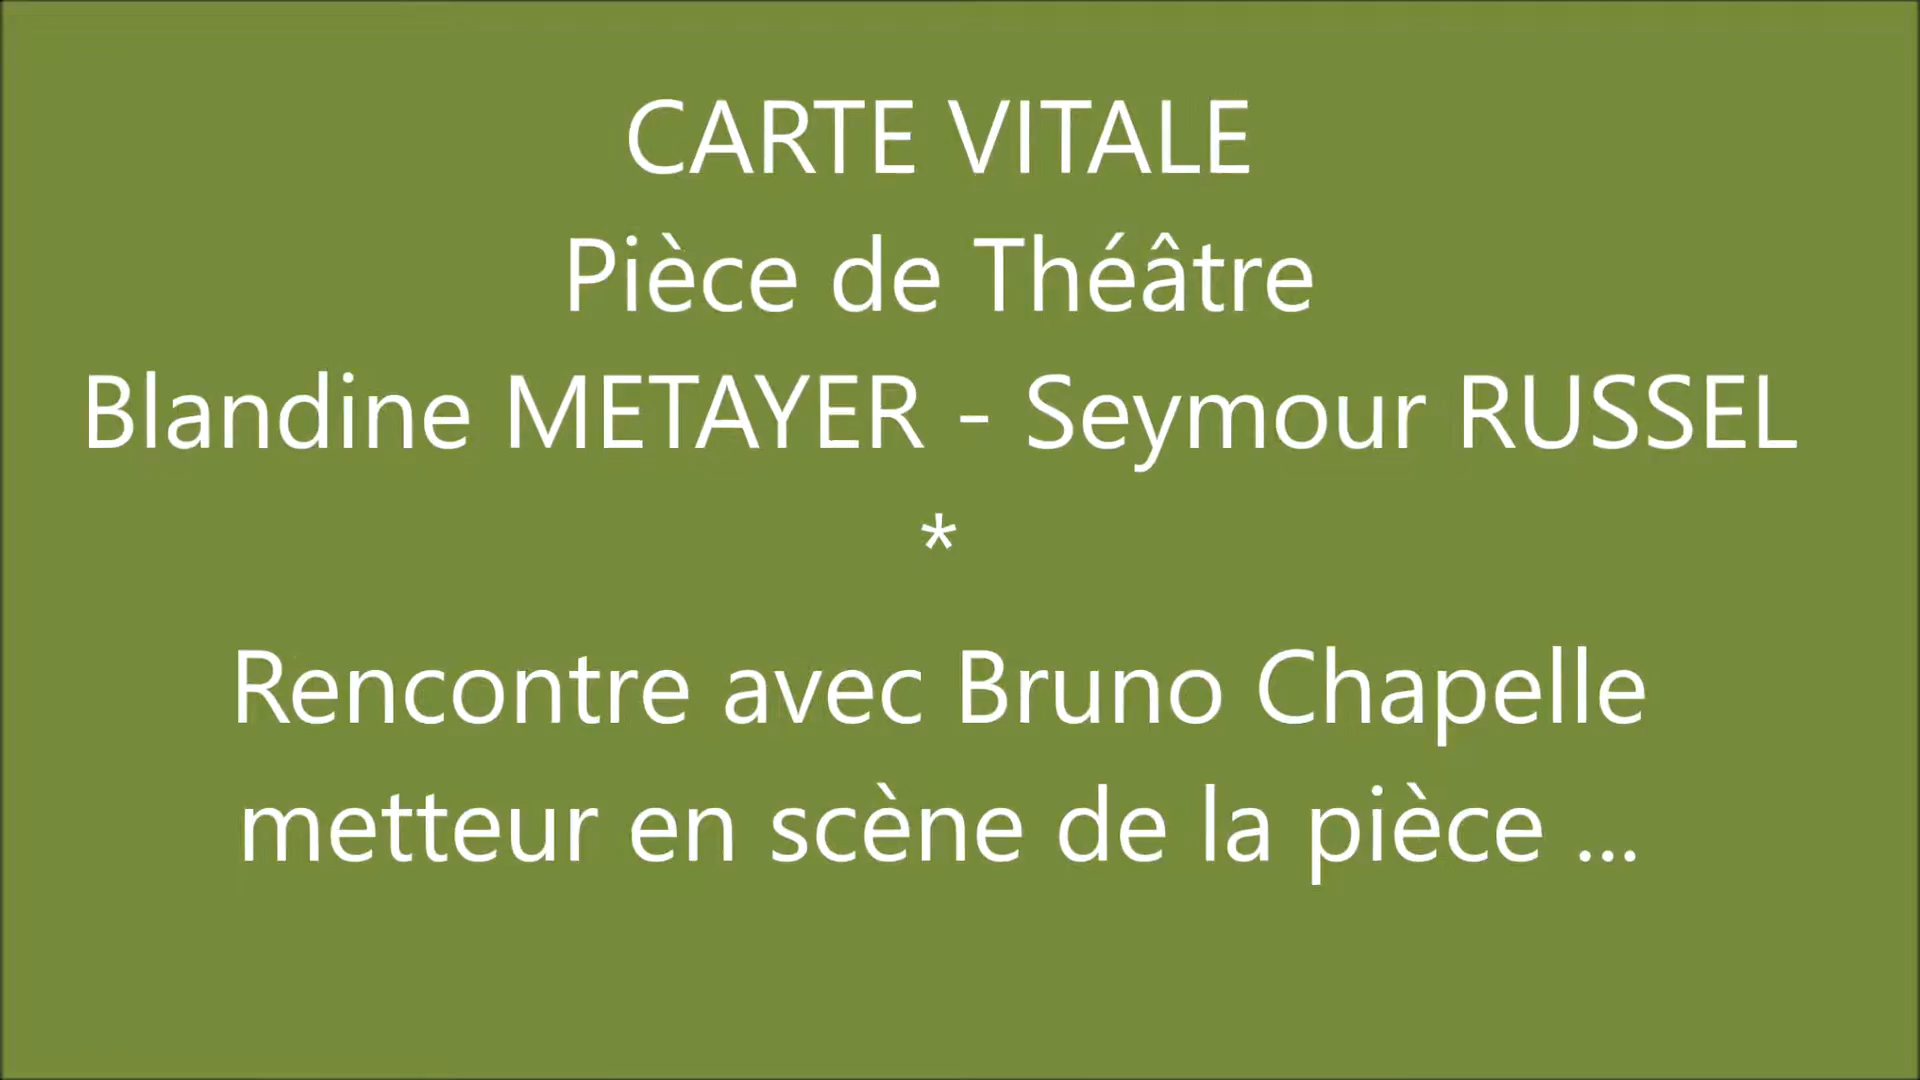 CARTE VITALE
Pièce de Théâtre
Blandine METAYER - Seymour RUSSEL
*
Rencontre avec Bruno Chapelle
metteur en scène de la pièce ...